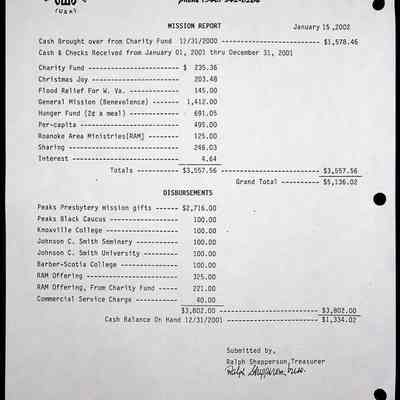 (USA)
MISSION REPORT January 15, 2002
Cash Brought over from Charity Fund 12/31/2000 ------------------------ $1,578.46
Cash & Checks Received from January 01, 2001 thru December 31, 2001
Charity Fund ---------------------- $ 235.36
Christmas Joy --------------------- 203.48
Flood Relief For W. Va. ------------ 145.00
General Mission (Benevolence) ------- 1,412.00
Hunger Fund (2¢ a meal) ------------ 691.05
Per-capita ------------------------ 495.00
Roanoke Area Ministries[RAM] ------- 125.00
Sharing --------------------------- 246.03
Interest -------------------------- 4.64
Totals ---------- $3,557.56 ------------------------ $3,557.56
Grand Total ---------- $5,136.02
DISBURSEMENTS
Peaks Presbytery mission gifts ------ $2,716.00
Peaks Black Caucus ----------------- 100.00
Knoxville College ------------------ 100.00
Johnson C. Smith Seminary ---------- 100.00
Johnson C. Smith University --------- 100.00
Barber-Scotia College -------------- 100.00
RAM Offering ---------------------- 325.00
RAM Offering, From Charity Fund ----- 221.00
Commercial Service Charge ---------- 40.00
$3,802.00 ------------------------ $3,802.00
Cash Balance On Hand 12/31/2001 ------------------------ $1,334.02
Submitted by,
Ralph Shepperson, Treasurer
Ralph Shepperson